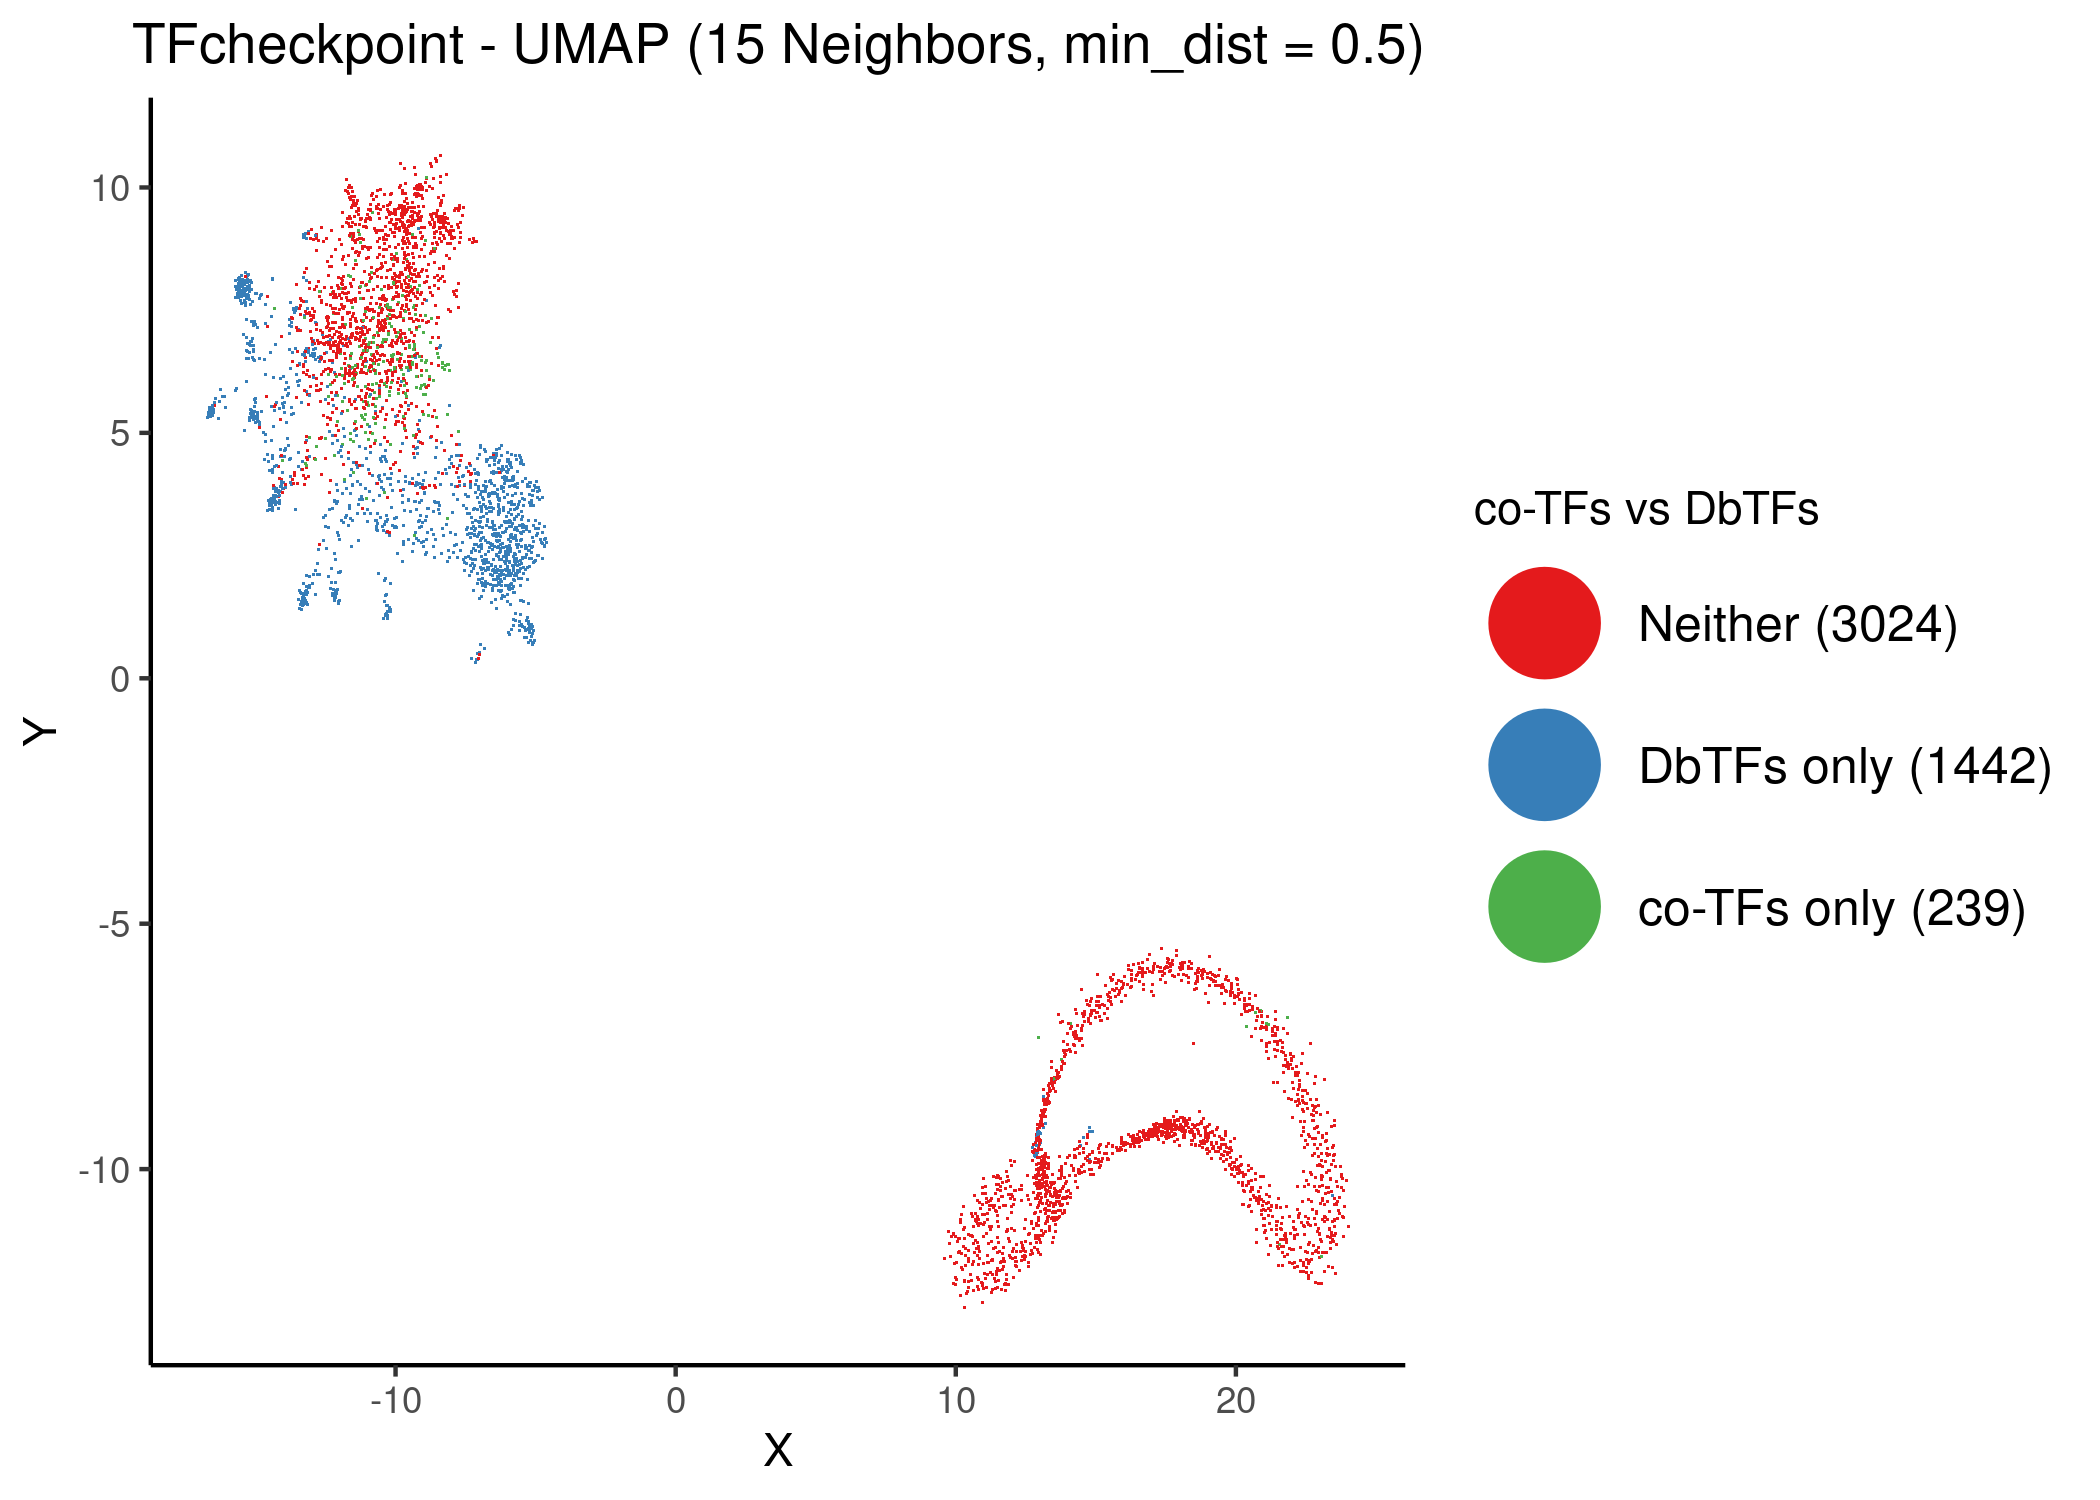 TFcheckpoint - UMAP (15 Neighbors, min_dist = 0.5)
10
5
0
-5
-10
Y
-10 0 10 20
X
co-TFs vs DbTFs
Neither (3024)
DbTFs only (1442)
co-TFs only (239)